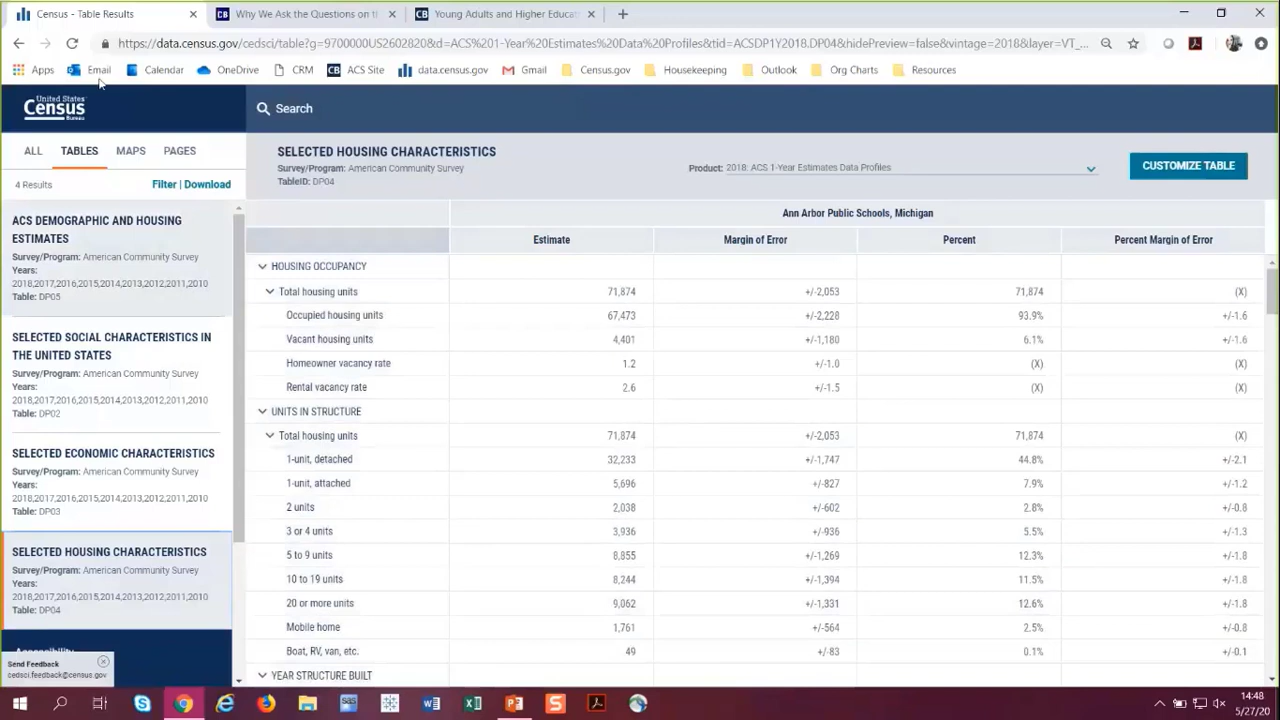 Census - Table Results
Why We Ask the Questions on th
Young Adults and Higher Educat
https://data.census.gov/cedsci/table?g=9700000US2602820&d=ACS%201-Year%20Estimates%20Data%20Profiles&tid=ACSDP1Y2018.DP04&hidePreview=false&vintage=2018&layer=VT_...
Apps Email Calendar OneDrive CRM ACS Site data.census.gov Gmail Census.gov Housekeeping Outlook Org Charts Resources
United States
Census
Bureau
Search
ALL TABLES MAPS PAGES
4 Results Filter | Download
ACS DEMOGRAPHIC AND HOUSING
ESTIMATES
Survey/Program: American Community Survey
Years:
2018,2017,2016,2015,2014,2013,2012,2011,2010
Table: DP05
SELECTED SOCIAL CHARACTERISTICS IN
THE UNITED STATES
Survey/Program: American Community Survey
Years:
2018,2017,2016,2015,2014,2013,2012,2011,2010
Table: DP02
SELECTED ECONOMIC CHARACTERISTICS
Survey/Program: American Community Survey
Years:
2018,2017,2016,2015,2014,2013,2012,2011,2010
Table: DP03
SELECTED HOUSING CHARACTERISTICS
Survey/Program: American Community Survey
Years:
2018,2017,2016,2015,2014,2013,2012,2011,2010
Table: DP04
Accessibility
Send Feedback
cedsci.feedback@census.gov
SELECTED HOUSING CHARACTERISTICS
Survey/Program: American Community Survey
TableID: DP04
Product: 2018: ACS 1-Year Estimates Data Profiles
CUSTOMIZE TABLE
Ann Arbor Public Schools, Michigan
Estimate Margin of Error Percent Percent Margin of Error
HOUSING OCCUPANCY
Total housing units 71,874 +/-2,053 71,874 (X)
Occupied housing units 67,473 +/-2,228 93.9% +/-1.6
Vacant housing units 4,401 +/-1,180 6.1% +/-1.6
Homeowner vacancy rate 1.2 +/-1.0 (X) (X)
Rental vacancy rate 2.6 +/-1.5 (X) (X)
UNITS IN STRUCTURE
Total housing units 71,874 +/-2,053 71,874 (X)
1-unit, detached 32,233 +/-1,747 44.8% +/-2.1
1-unit, attached 5,696 +/-827 7.9% +/-1.2
2 units 2,038 +/-602 2.8% +/-0.8
3 or 4 units 3,936 +/-936 5.5% +/-1.3
5 to 9 units 8,855 +/-1,269 12.3% +/-1.8
10 to 19 units 8,244 +/-1,394 11.5% +/-1.8
20 or more units 9,062 +/-1,331 12.6% +/-1.8
Mobile home 1,761 +/-564 2.5% +/-0.8
Boat, RV, van, etc. 49 +/-83 0.1% +/-0.1
YEAR STRUCTURE BUILT
14:48
5/27/20